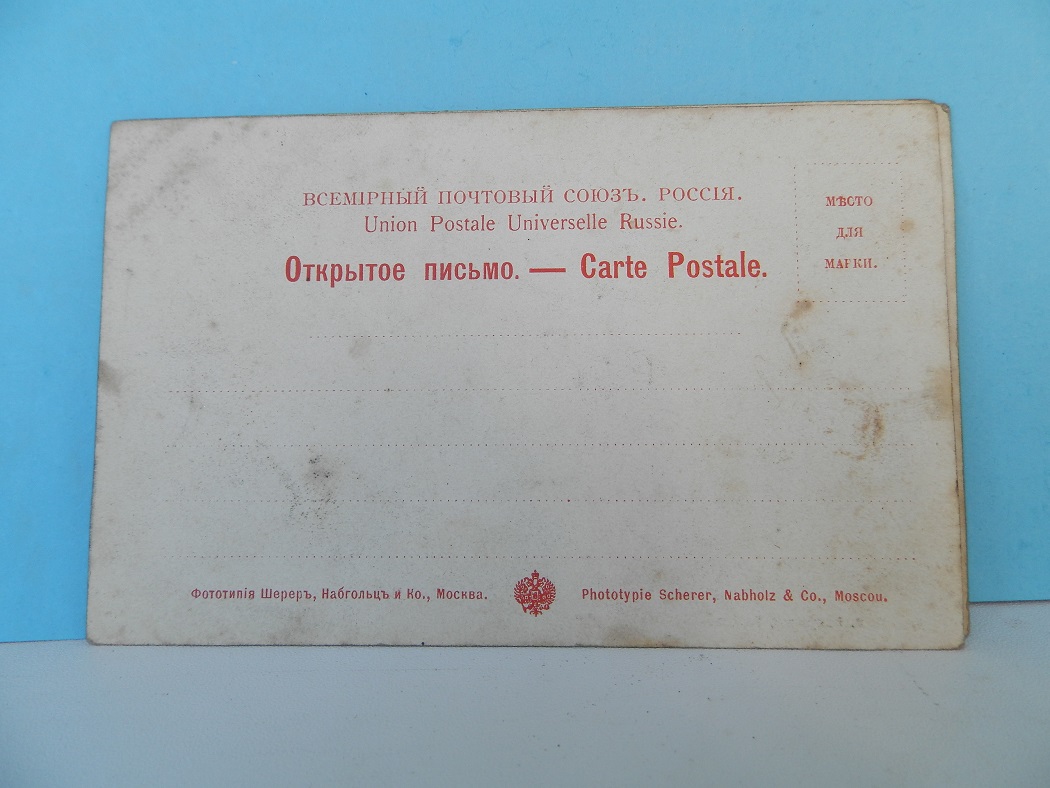 ВСЕМІРНЫЙ ПОЧТОВЫЙ СОЮЗЪ. РОССІЯ.
Union Postale Universelle Russie.
Открытое письмо. — Carte Postale.
МѢСТО
ДЛЯ
МАРКИ.
Фототипія Шереръ, Набгольцъ и Ко., Москва.
Phototypie Scherer, Nabholz & Co., Moscou.